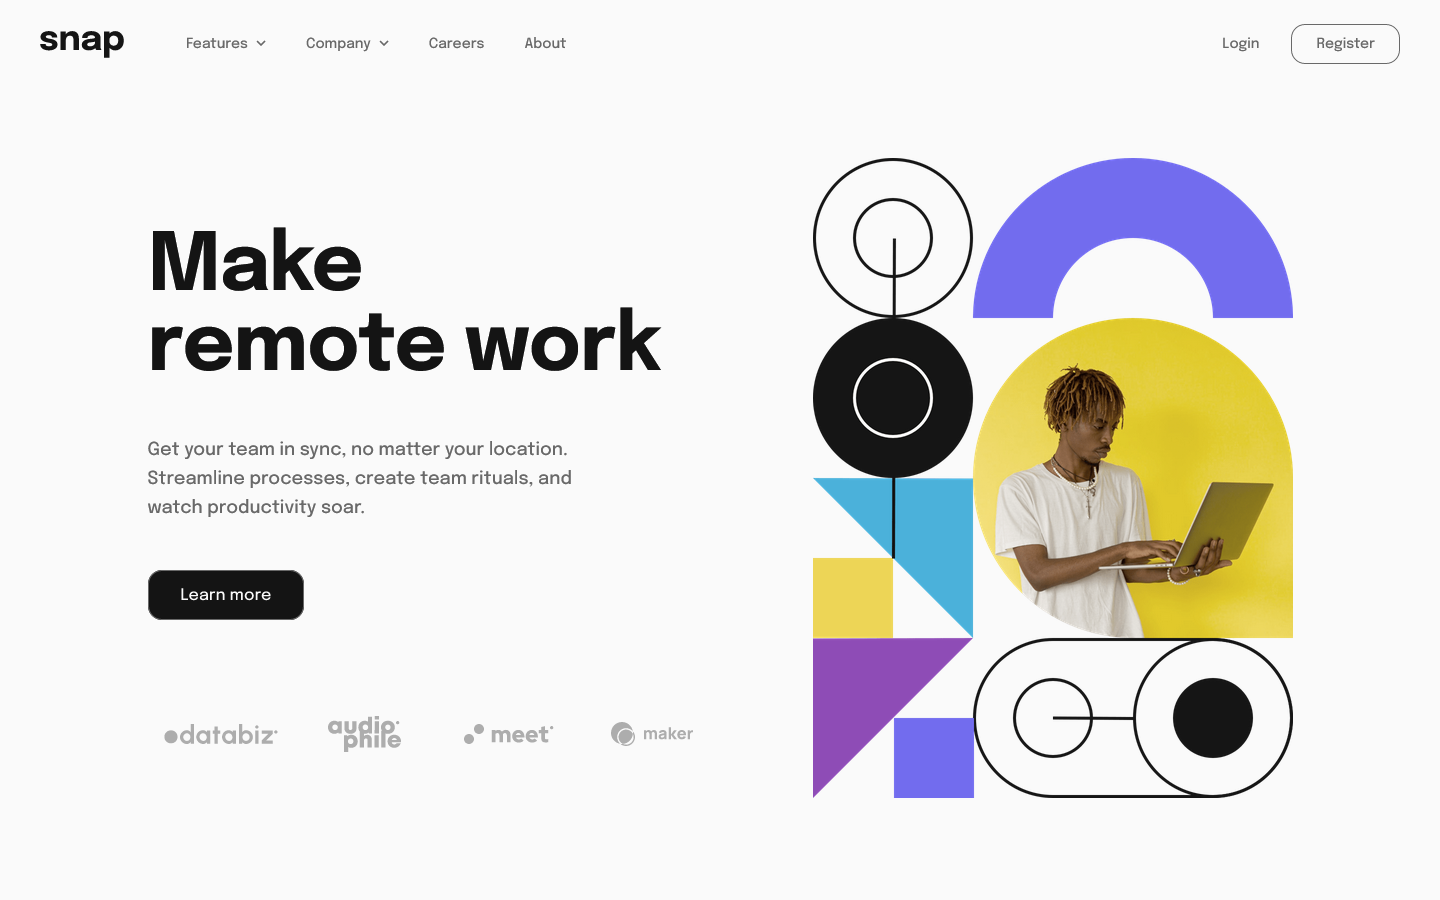 snap
Features
Company
Careers
About
Login
Register
Make
remote work
Get your team in sync, no matter your location.
Streamline processes, create team rituals, and
watch productivity soar.
Learn more
databiz
audio
phile
meet
maker